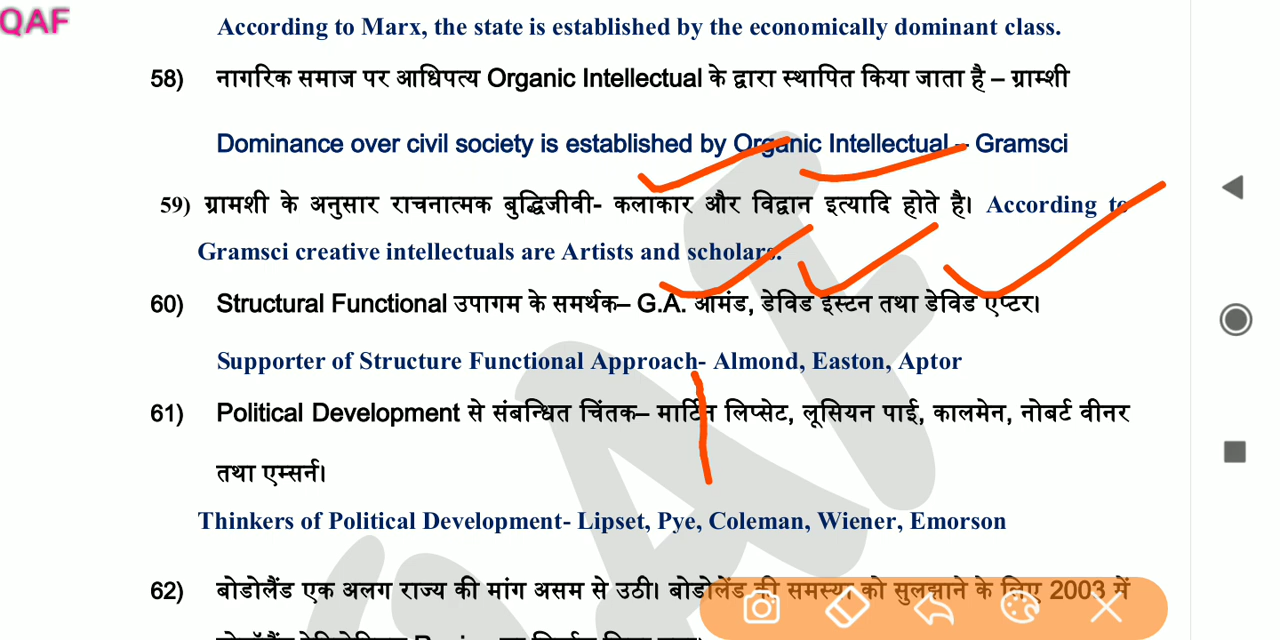 QAF
According to Marx, the state is established by the economically dominant class.
58) नागरिक समाज पर आधिपत्य Organic Intellectual के द्वारा स्थापित किया जाता है – ग्राम्शी
Dominance over civil society is established by Organic Intellectual – Gramsci
59) ग्रामशी के अनुसार राचनात्मक बुद्धिजीवी- कलाकार और विद्वान इत्यादि होते है। According to
Gramsci creative intellectuals are Artists and scholars.
60) Structural Functional उपागम के समर्थक– G.A. आमंड, डेविड इस्टन तथा डेविड एप्टर।
Supporter of Structure Functional Approach- Almond, Easton, Aptor
61) Political Development से संबन्धित चिंतक– मार्टिन लिप्सेट, लूसियन पाई, कालमेन, नोबर्ट वीनर
तथा एम्सर्न।
Thinkers of Political Development- Lipset, Pye, Coleman, Wiener, Emorson
62) बोडोलैंड एक अलग राज्य की मांग असम से उठी। बोडोलेंड की समस्या को सुलझाने के लिए 2003 में